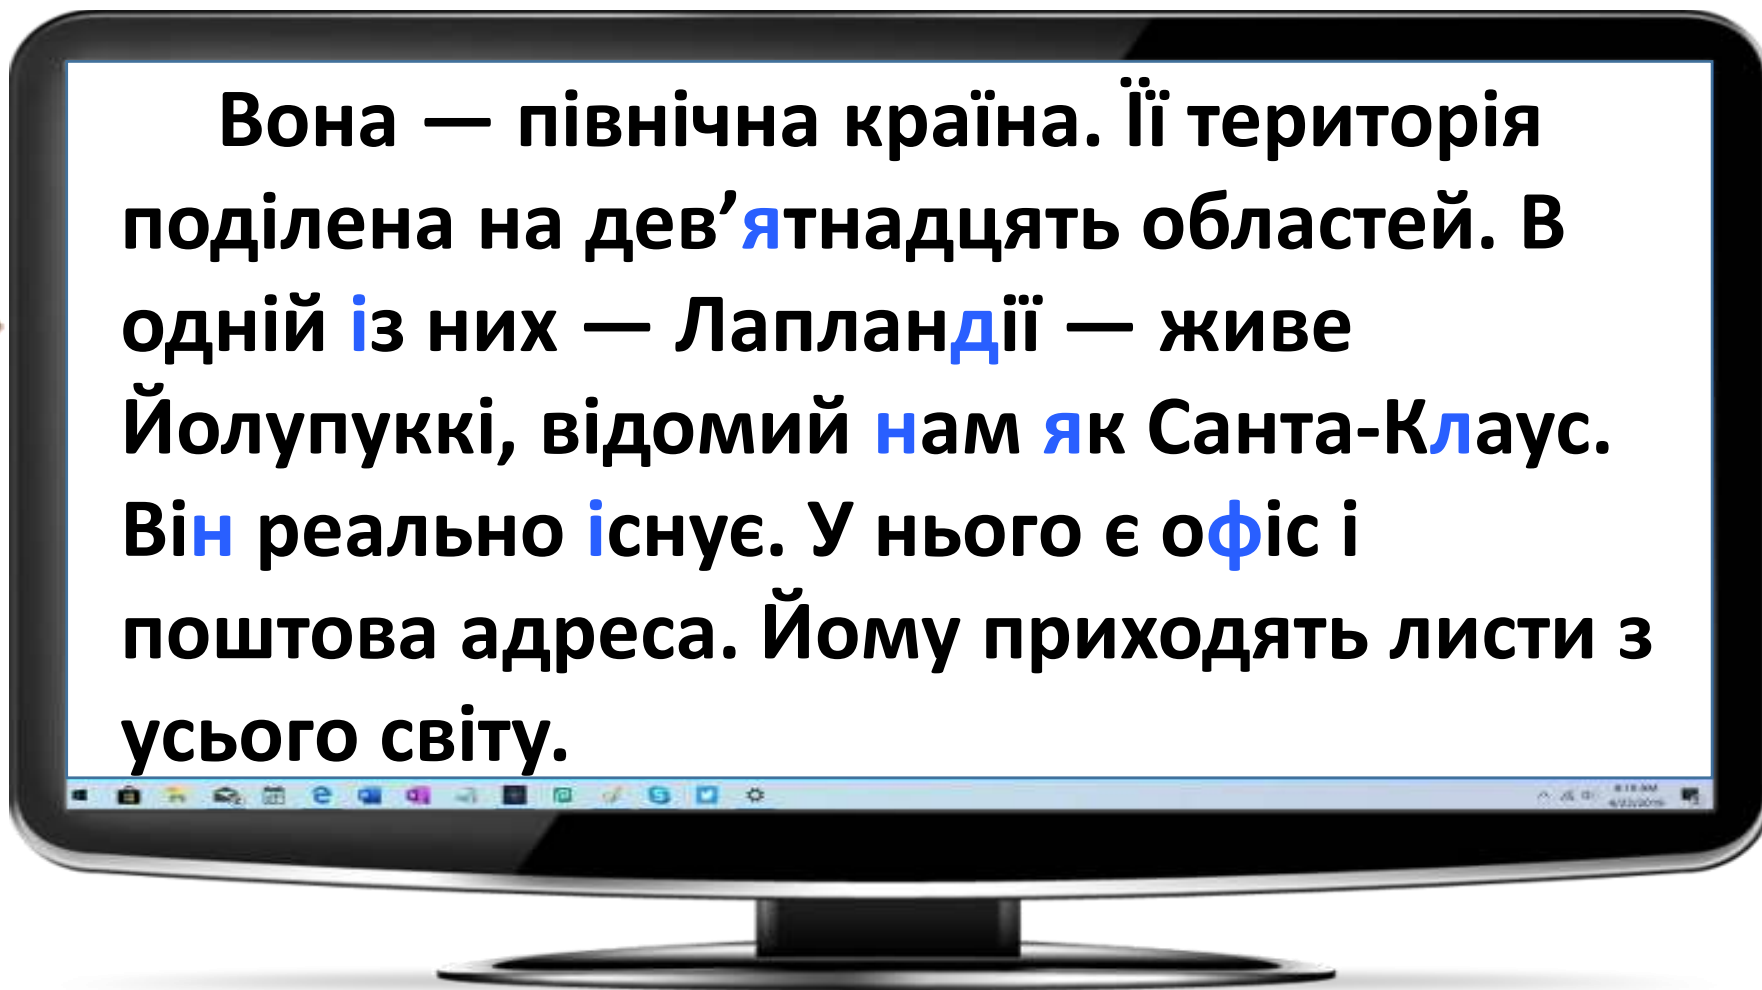 Вона — північна країна. Її територія
поділена на дев’ятнадцять областей. В
одній із них — Лапландії — живе
Йолупуккі, відомий нам як Санта-Клаус.
Він реально існує. У нього є офіс і
поштова адреса. Йому приходять листи з
усього світу.